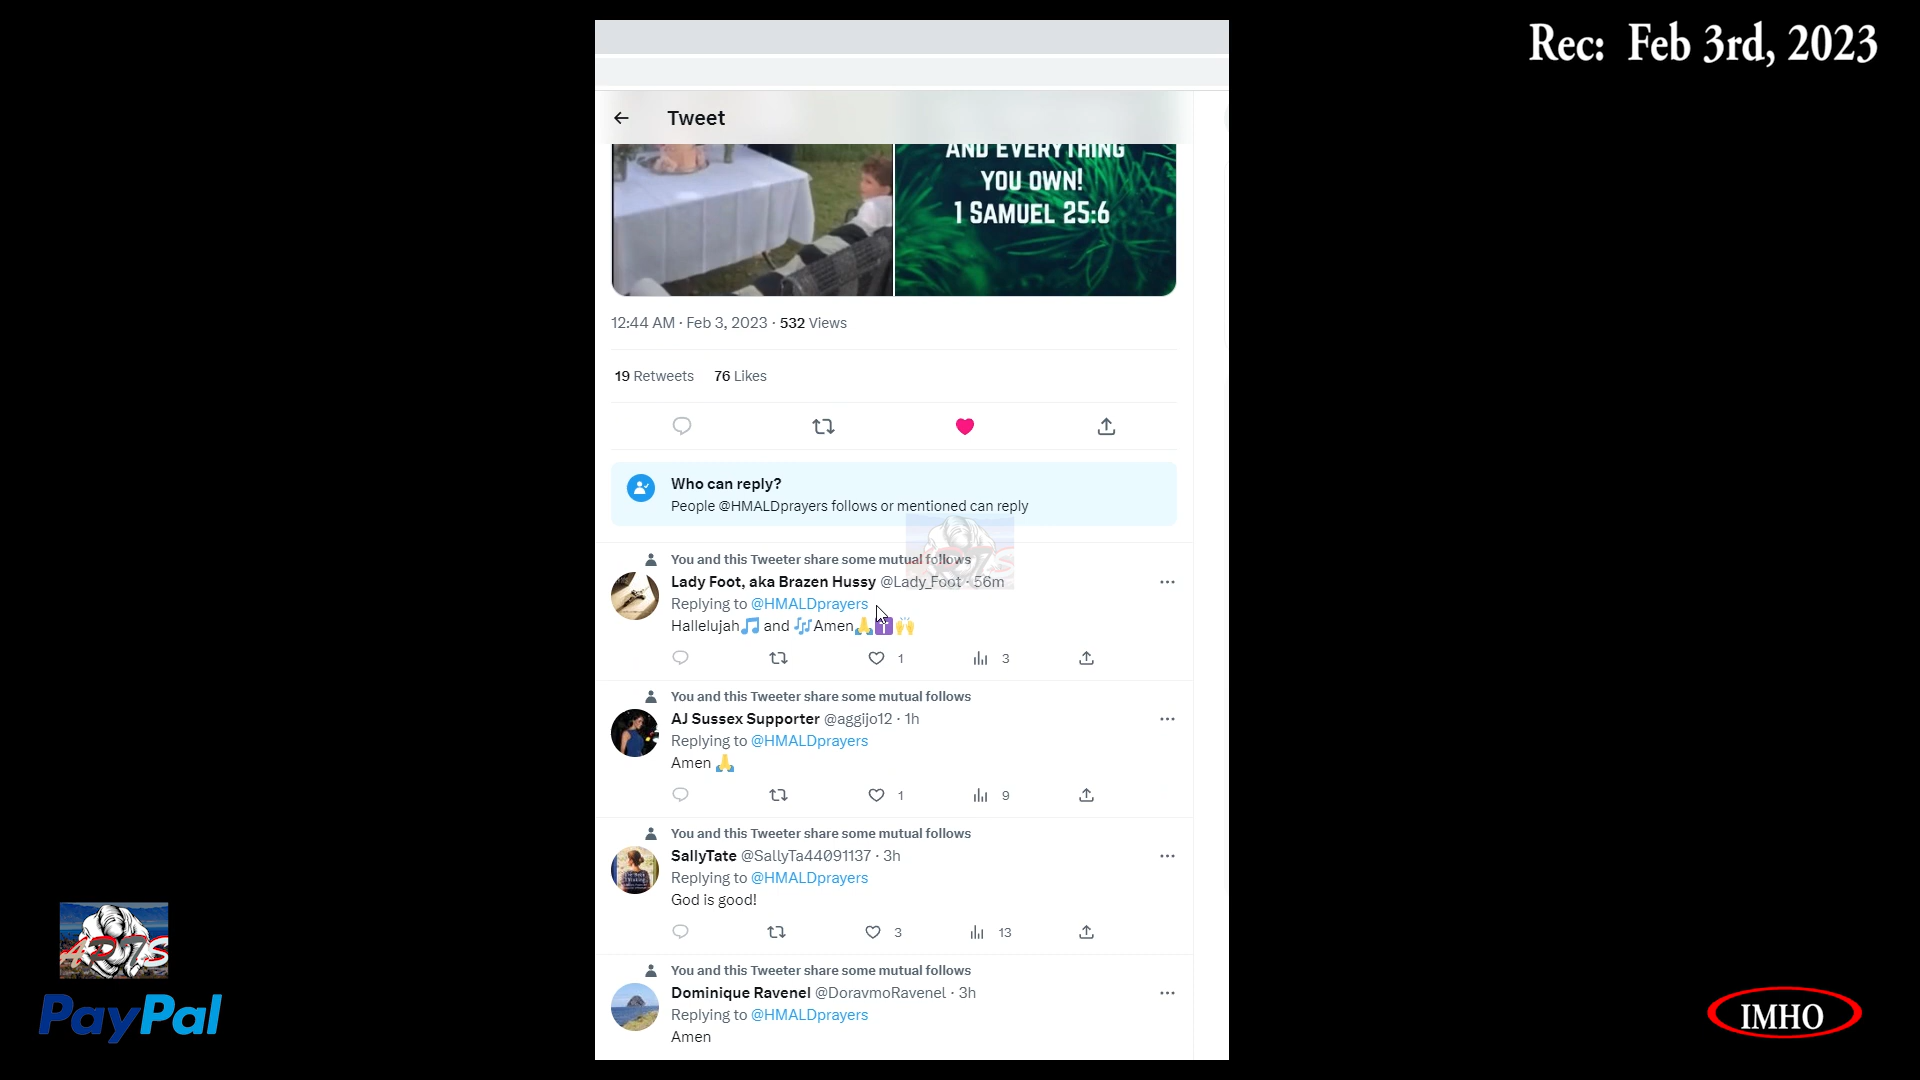 Rec: Feb 3rd, 2023
Tweet
AND EVERYTHING
YOU OWN!
1 SAMUEL 25:6
12:44 AM · Feb 3, 2023 · 532 Views
19 Retweets 76 Likes
Who can reply?
People @HMALDprayers follows or mentioned can reply
You and this Tweeter share some mutual follows
Lady Foot, aka Brazen Hussy @Lady_Foot · 56m
Replying to @HMALDprayers
Hallelujah🎵 and 🎶Amen🙏✝️🙌
1 3
You and this Tweeter share some mutual follows
AJ Sussex Supporter @aggijo12 · 1h
Replying to @HMALDprayers
Amen 🙏
1 9
You and this Tweeter share some mutual follows
SallyTate @SallyTa44091137 · 3h
Replying to @HMALDprayers
God is good!
3 13
You and this Tweeter share some mutual follows
Dominique Ravenel @DoravmoRavenel · 3h
Replying to @HMALDprayers
Amen
PayPal
IMHO